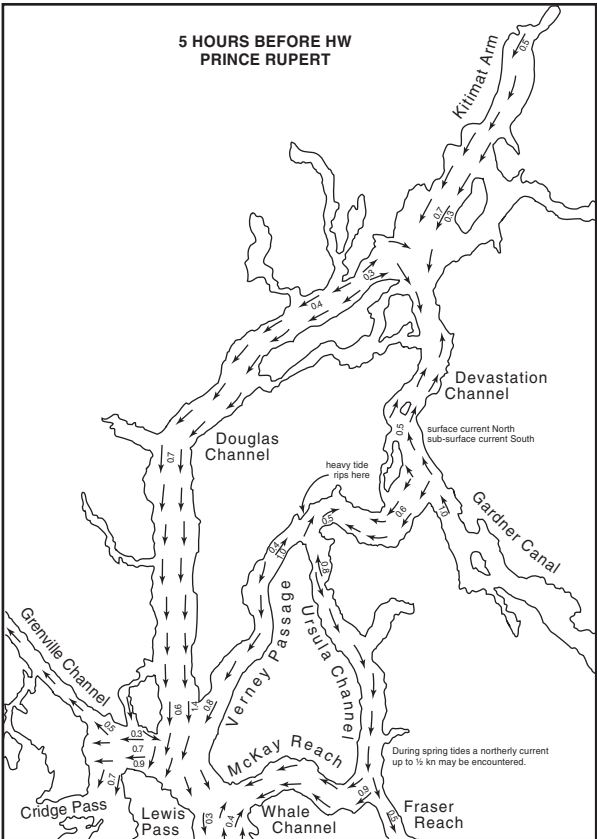 5 HOURS BEFORE HW
PRINCE RUPERT
Kitimat Arm
0.5
0.7
0.3
0.3
0.4
Devastation
Channel
surface current North
sub-surface current South
0.5
Douglas
Channel
0.7
heavy tide
rips here
0.5
0.6
1.0
Gardner Canal
0.4
1.0
0.8
Verney Passage
Ursula Channel
Grenville Channel
0.5
0.3
0.7
0.9
0.7
0.6
1.4
0.8
McKay Reach
During spring tides a northerly current
up to ½ kn may be encountered.
0.9
0.5
Cridge Pass
Lewis
Pass
0.3
0.4
Whale
Channel
Fraser
Reach